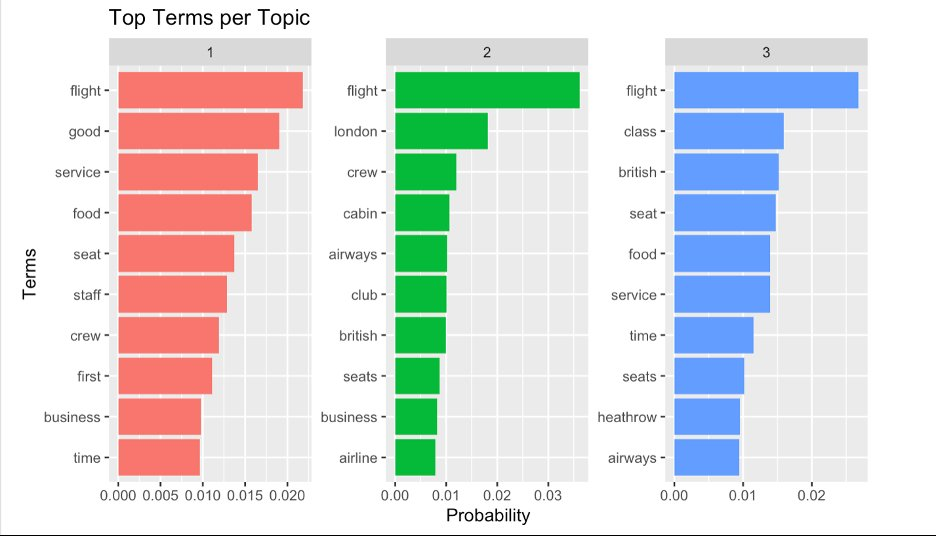 Top Terms per Topic
1
2
3
Terms
flight
good
service
food
seat
staff
crew
first
business
time
0.000 0.005 0.010 0.015 0.020
flight
london
crew
cabin
airways
club
british
seats
business
airline
0.00 0.01 0.02 0.03
flight
class
british
seat
food
service
time
seats
heathrow
airways
0.00 0.01 0.02
Probability